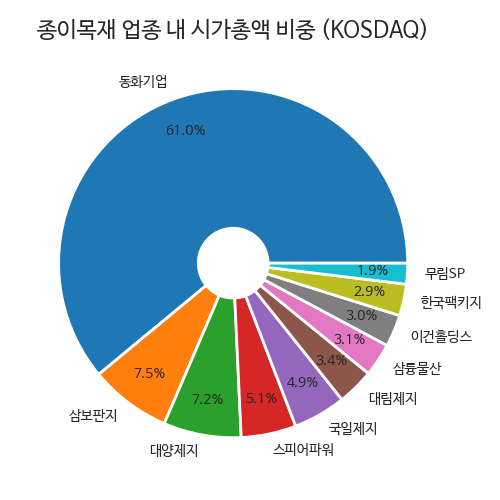 종이목재 업종 내 시가총액 비중 (KOSDAQ)
동화기업
61.0%
1.9%
무림SP
2.9%
한국팩키지
3.0%
이건홀딩스
3.1%
삼륭물산
3.4%
대림제지
4.9%
국일제지
5.1%
스피어파워
7.2%
대양제지
7.5%
삼보판지